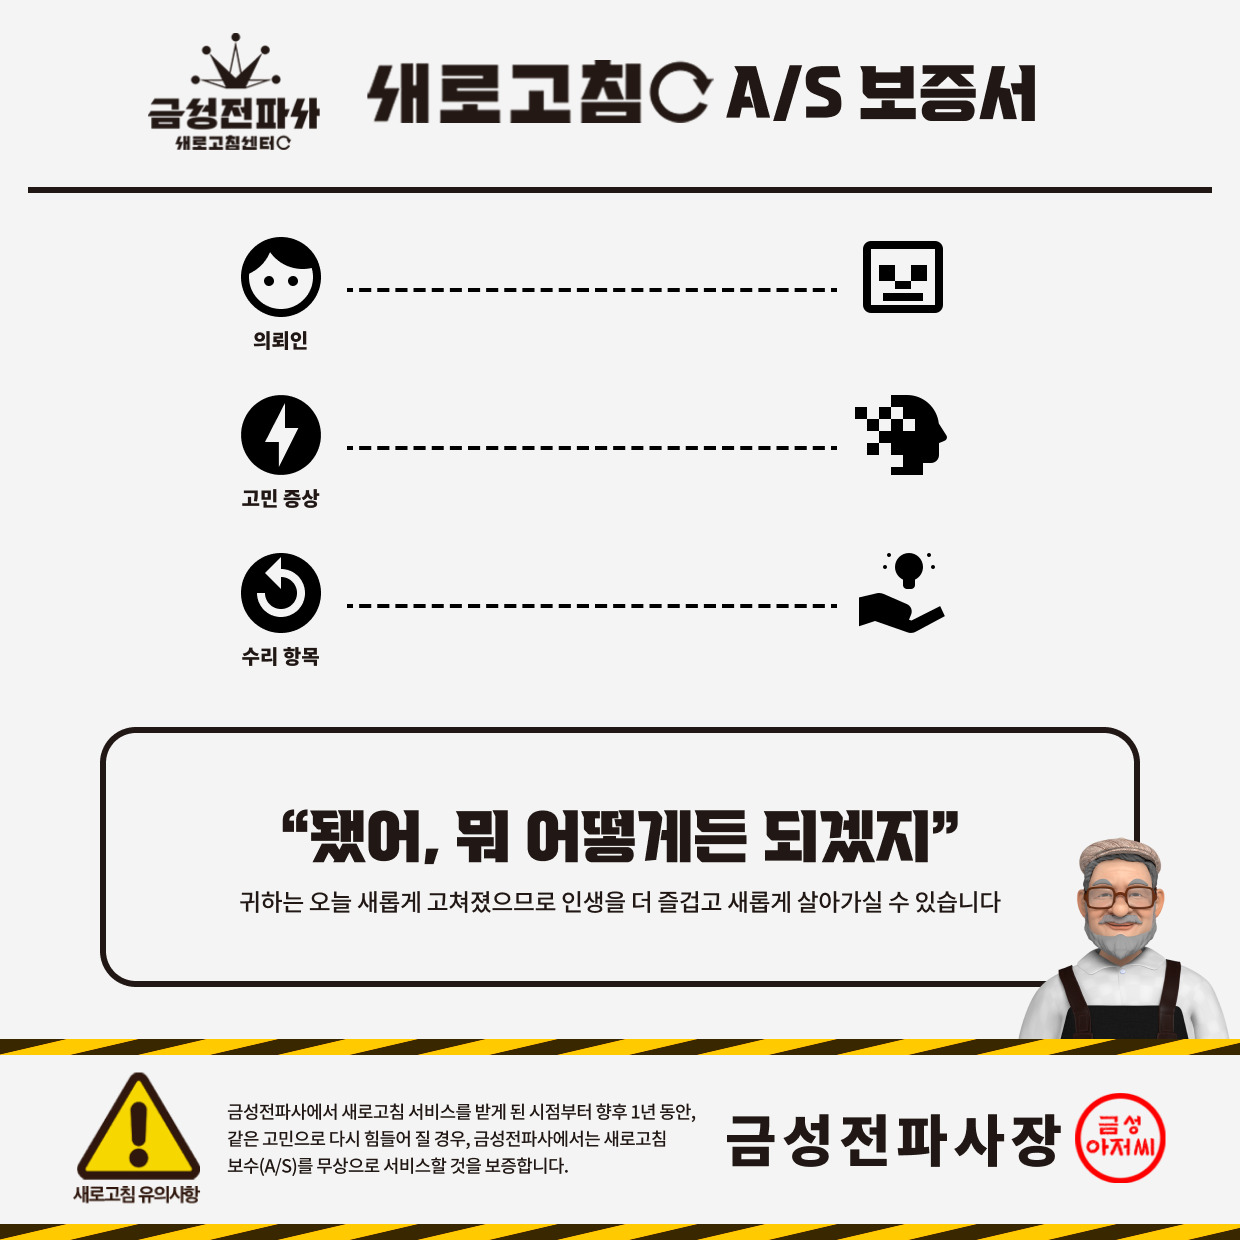 금성전파사
새로고침센터
새로고침 A/S 보증서
의뢰인
고민 증상
수리 항목
“됐어, 뭐 어떻게든 되겠지”
귀하는 오늘 새롭게 고쳐졌으므로 인생을 더 즐겁고 새롭게 살아가실 수 있습니다
금성전파사에서 새로고침 서비스를 받게 된 시점부터 향후 1년 동안,
같은 고민으로 다시 힘들어 질 경우, 금성전파사에서는 새로고침
보수(A/S)를 무상으로 서비스할 것을 보증합니다.
새로고침 유의사항
금성전파사장
금성
아저씨